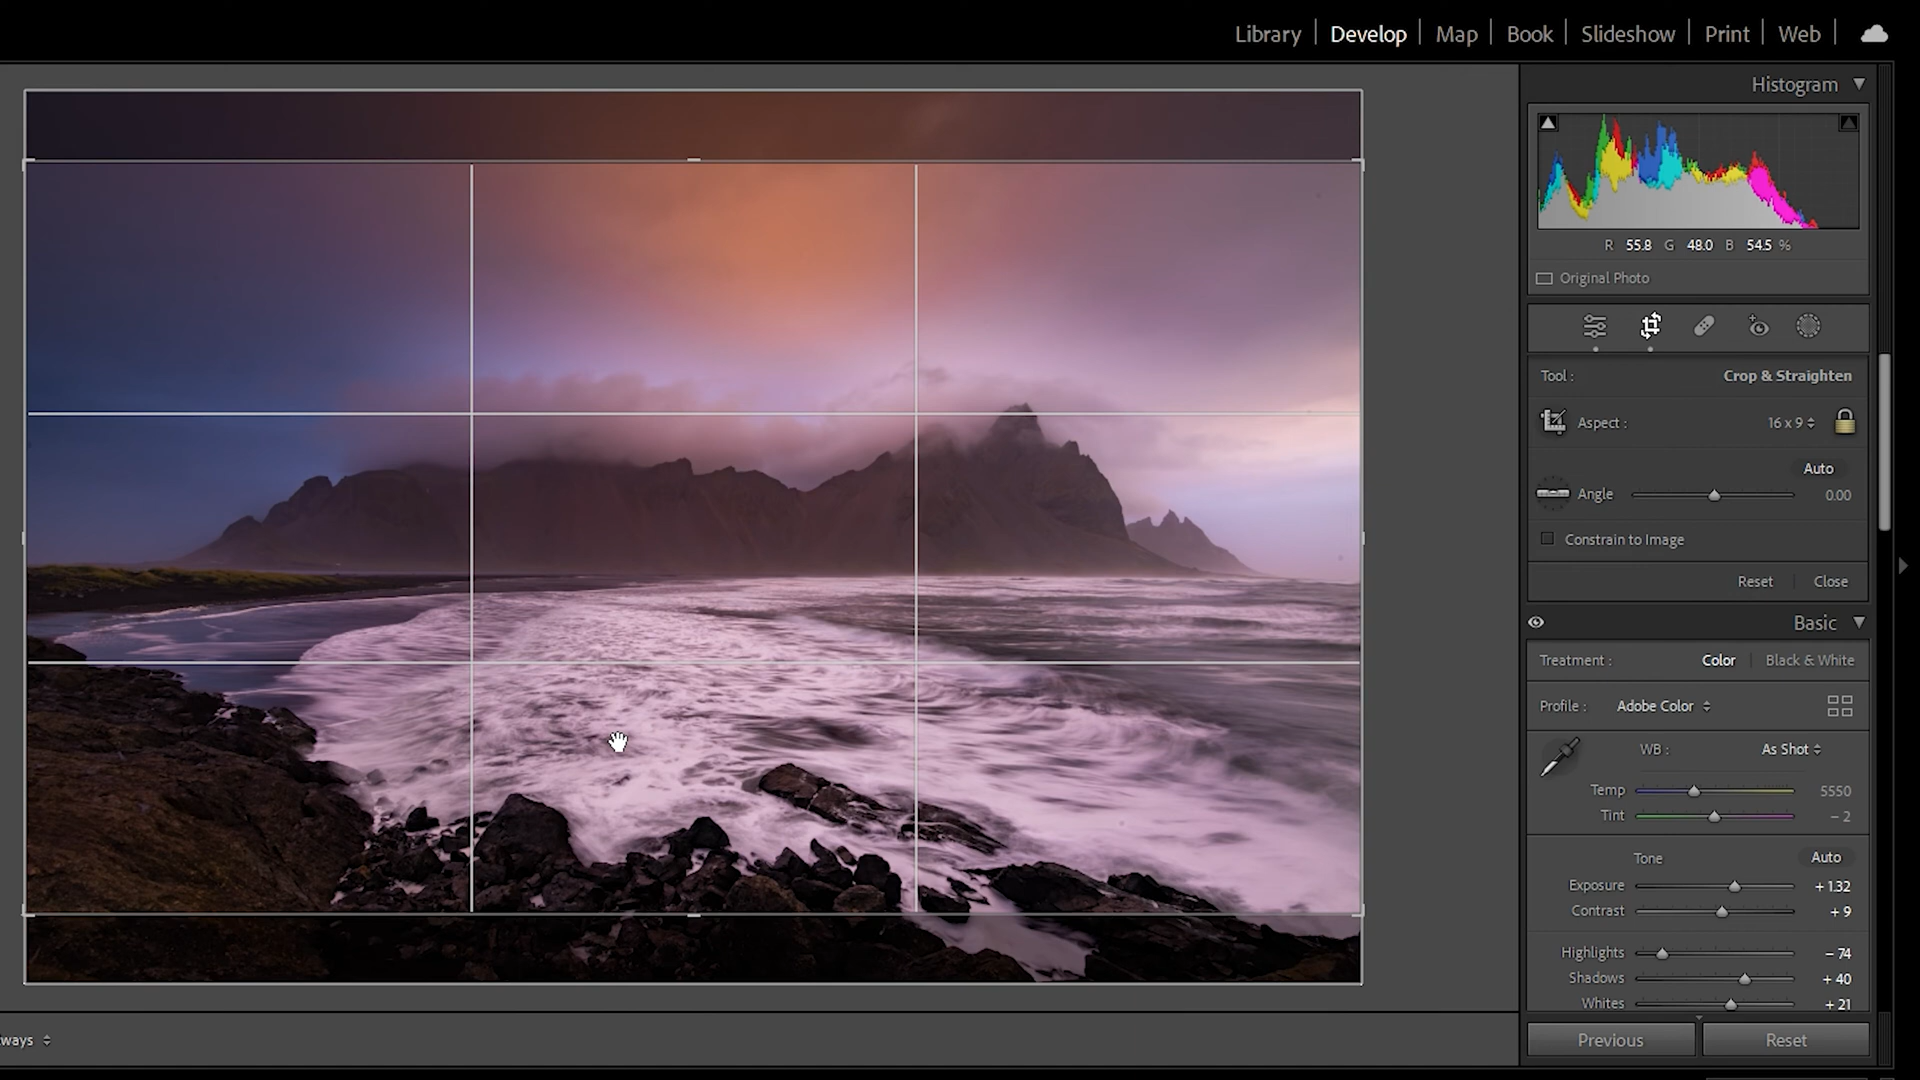 Library | Develop | Map | Book | Slideshow | Print | Web |
Histogram
R 55.8 G 48.0 B 54.5 %
Original Photo
Tool : Crop & Straighten
Aspect : 16 x 9
Auto
Angle 0.00
Constrain to Image
Reset Close
Basic
Treatment : Color Black & White
Profile : Adobe Color
WB : As Shot
Temp 5550
Tint – 2
Tone Auto
Exposure + 1.32
Contrast + 9
Highlights – 74
Shadows + 40
Whites + 21
ways
Previous Reset